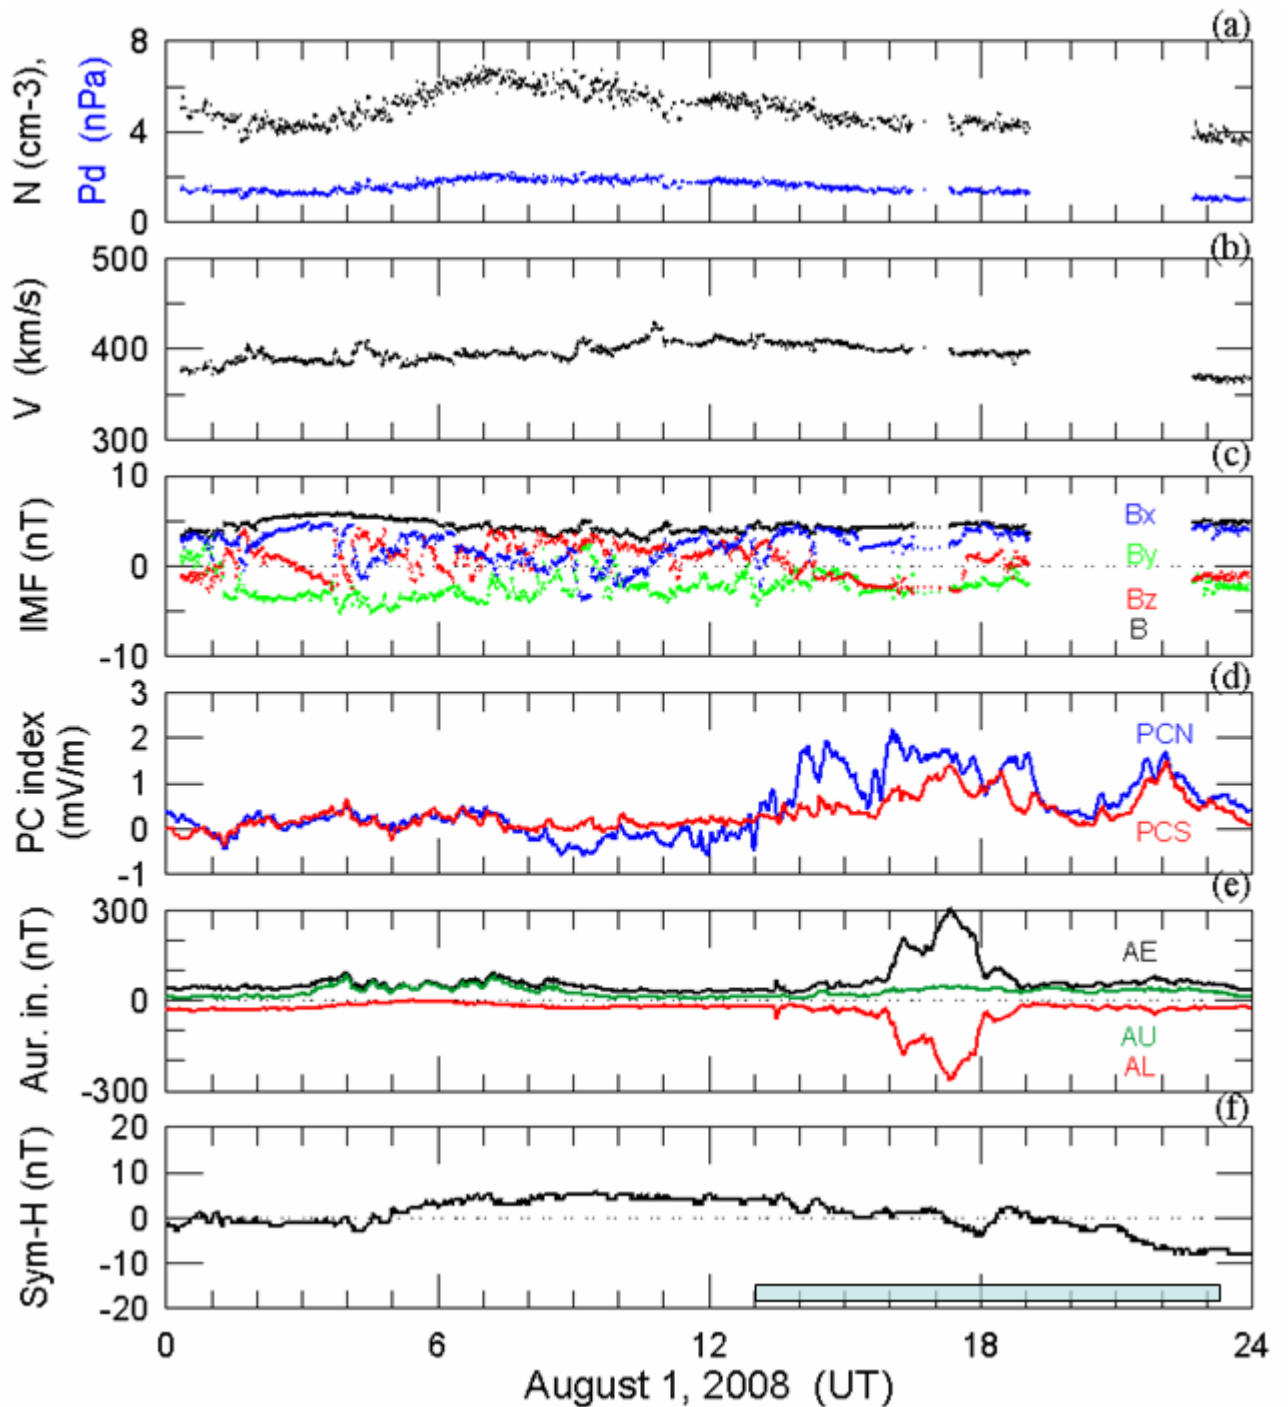 (a)
8
4
0
N (cm-3),
Pd (nPa)
(b)
500
400
300
V (km/s)
(c)
10
0
-10
IMF (nT)
Bx
By
Bz
B
(d)
3
2
1
0
-1
PC index
(mV/m)
PCN
PCS
(e)
300
0
-300
Aur. in. (nT)
AE
AU
AL
(f)
20
10
0
-10
-20
Sym-H (nT)
0 6 12 18 24
August 1, 2008 (UT)